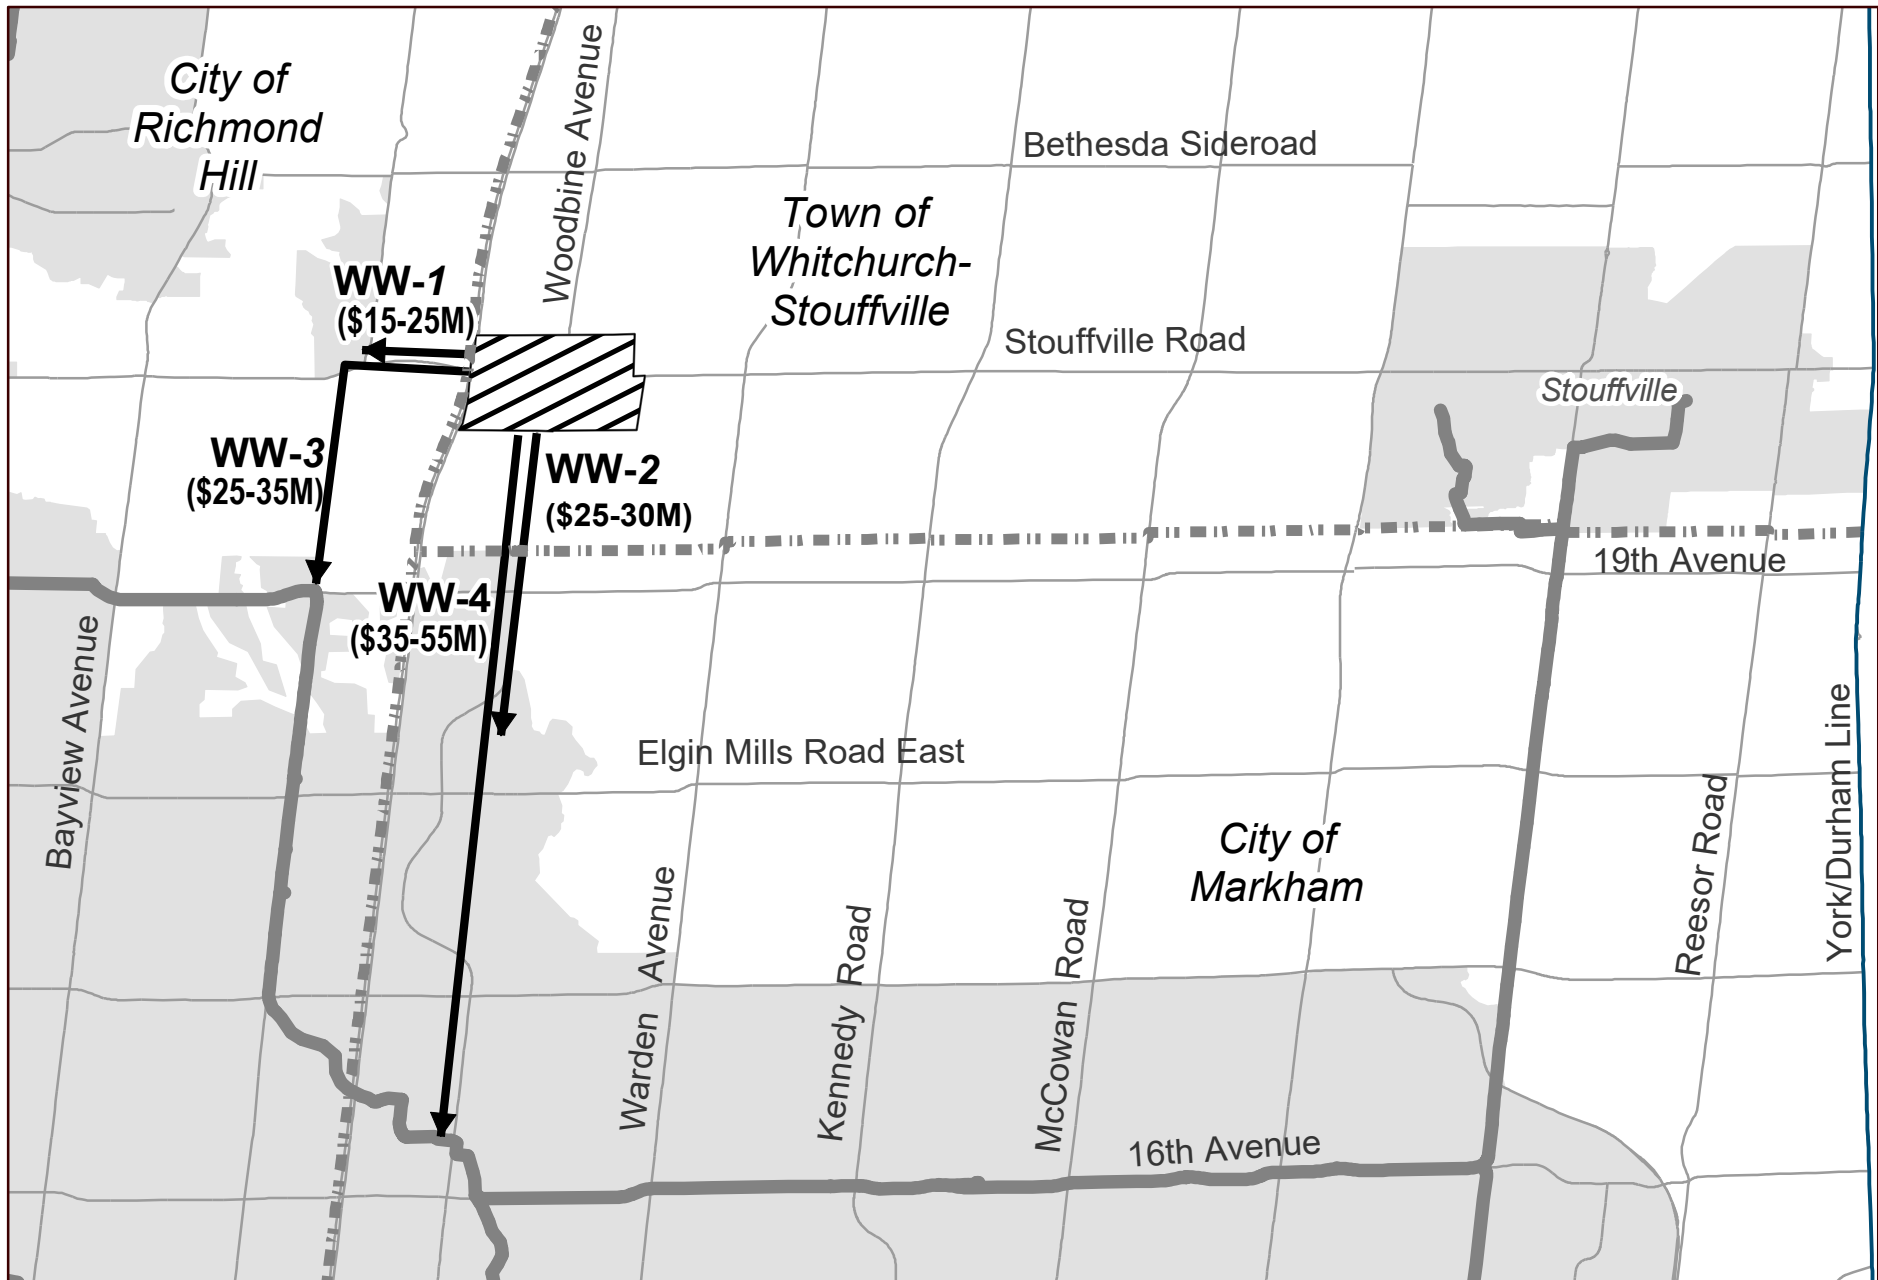 City of
Richmond
Hill
Woodbine Avenue
Bethesda Sideroad
Town of
Whitchurch-
Stouffville
WW-1
($15-25M)
Stouffville Road
Stouffville
WW-3
($25-35M)
WW-2
($25-30M)
19th Avenue
WW-4
($35-55M)
Bayview Avenue
Elgin Mills Road East
City of
Markham
Warden Avenue
Kennedy Road
McCowan Road
Reesor Road
York/Durham Line
16th Avenue